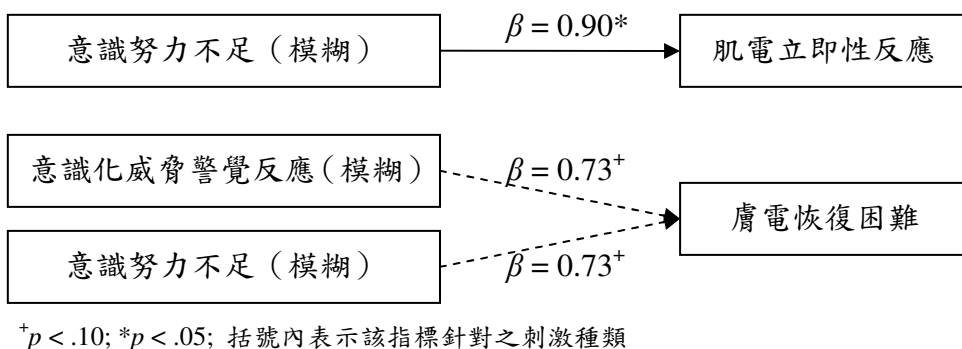 意識努力不足（模糊） β = 0.90* 肌電立即性反應
意識化威脅警覺反應（模糊） β = 0.73+ 膚電恢復困難
意識努力不足（模糊） β = 0.73+
+p < .10; *p < .05; 括號內表示該指標針對之刺激種類